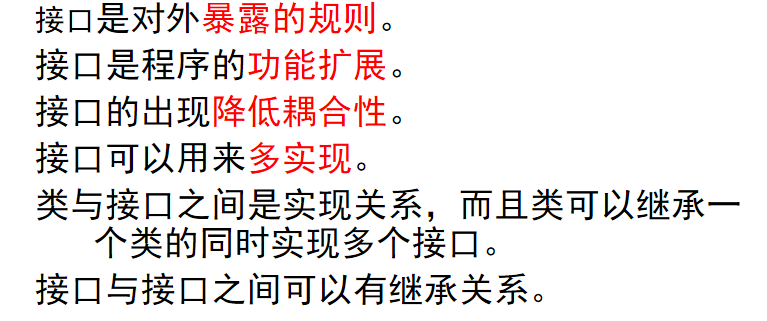 接口是对外暴露的规则。
接口是程序的功能扩展。
接口的出现降低耦合性。
接口可以用来多实现。
类与接口之间是实现关系，而且类可以继承一
个类的同时实现多个接口。
接口与接口之间可以有继承关系。